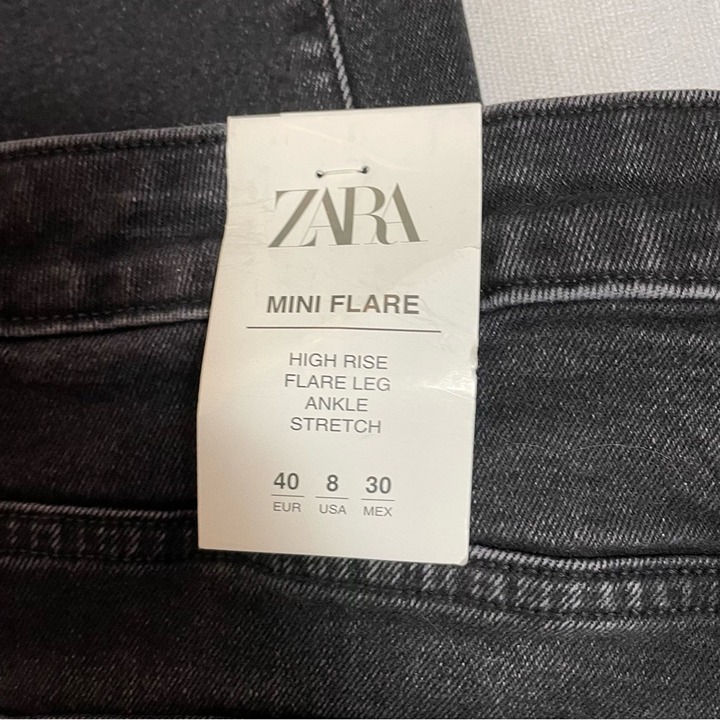 ZARA
MINI FLARE
HIGH RISE
FLARE LEG
ANKLE
STRETCH
40 8 30
EUR USA MEX